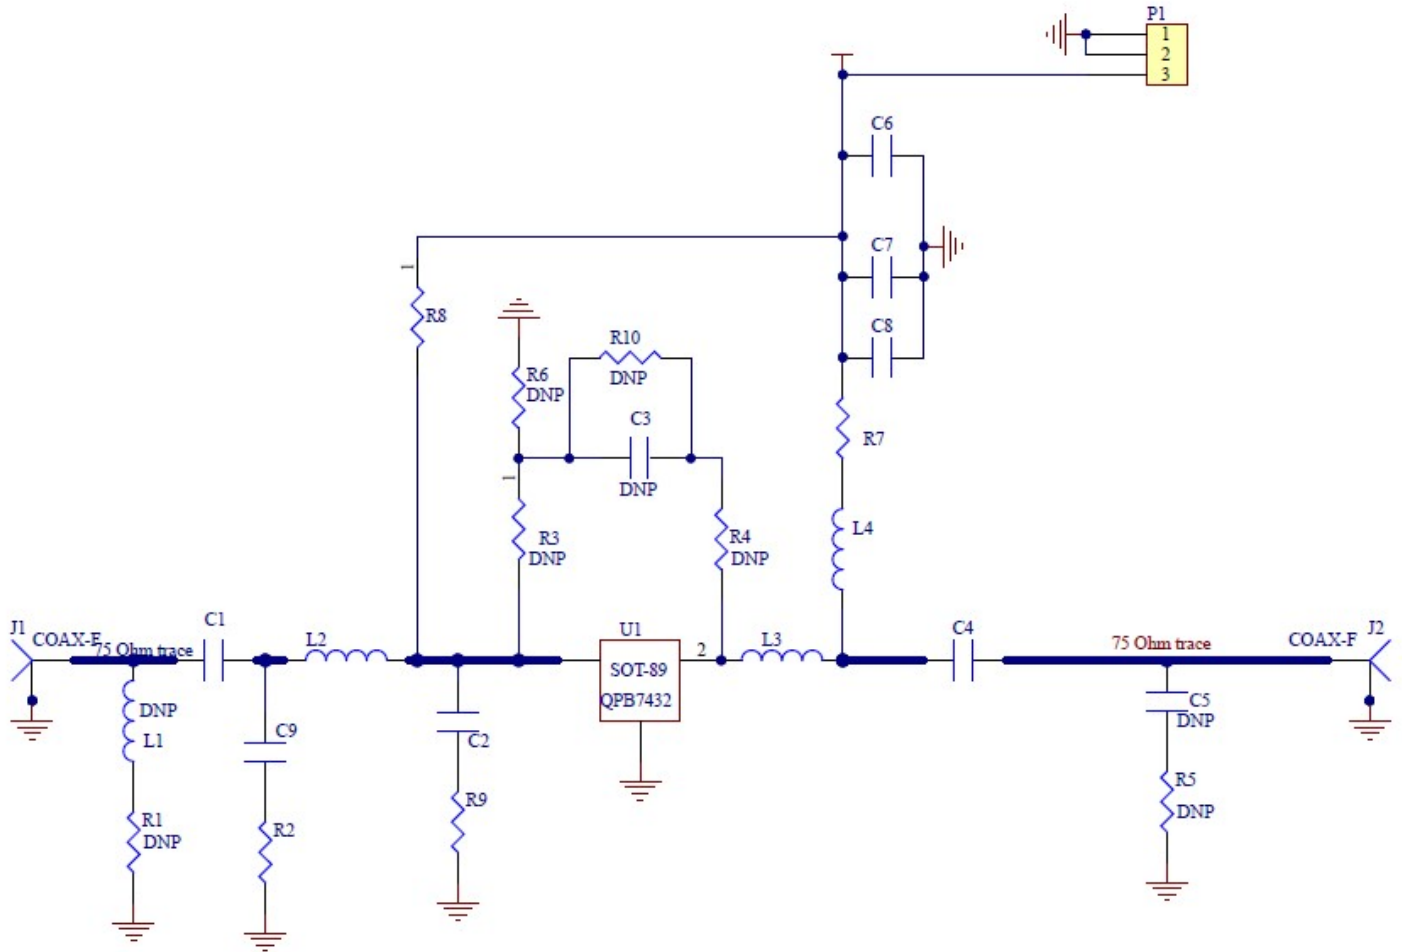 P1
1
2
3
C6
C7
C8
1
R8
R10
DNP
R6
DNP
C3
DNP
1
R7
R3
DNP
R4
DNP
L4
J1
COAX-F
75 Ohm trace
C1
L2
U1
SOT-89
QPB7432
2
L3
C4
75 Ohm trace
COAX-F
J2
DNP
L1
C9
C2
C5
DNP
R1
DNP
R2
R9
R5
DNP